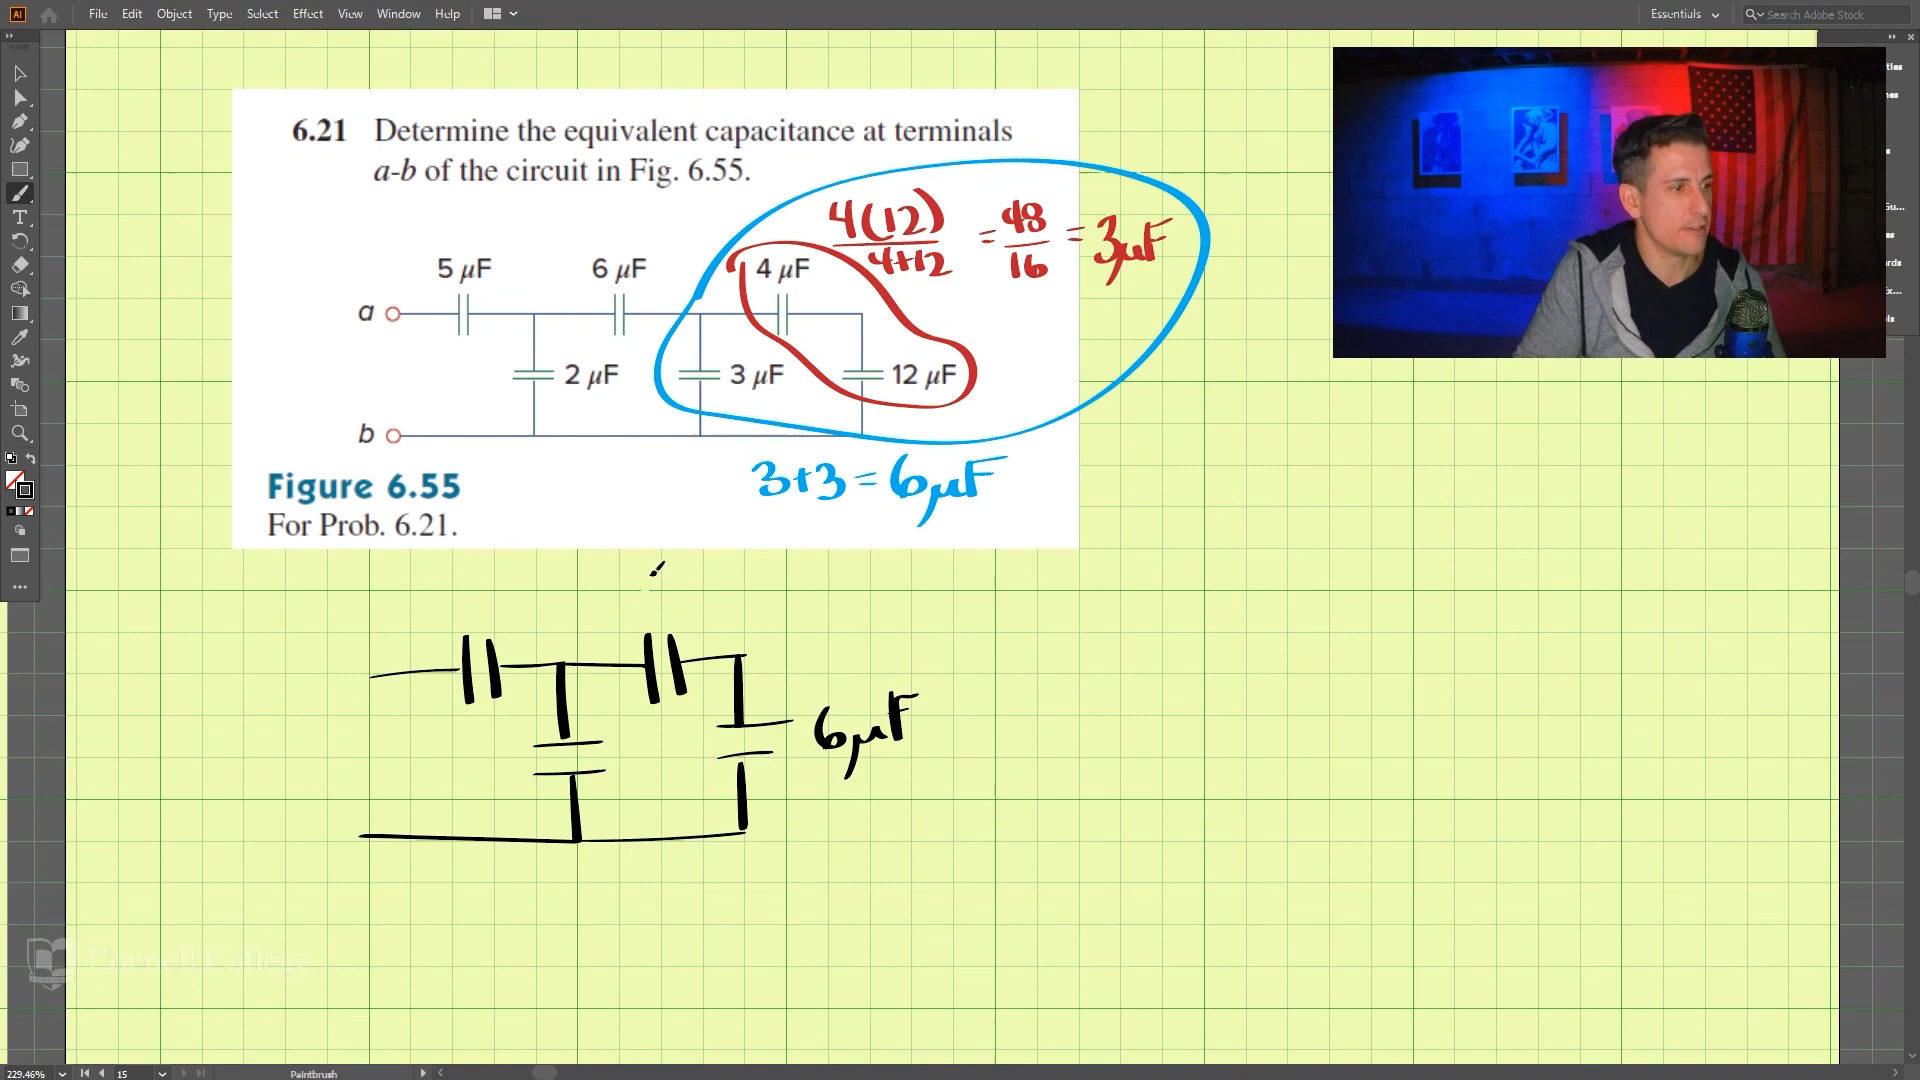 File Edit Object Type Select Effect View Window Help
Essentials
Search Adobe Stock
6.21 Determine the equivalent capacitance at terminals
a-b of the circuit in Fig. 6.55.
4(12)
4+12
= 48
16
= 3μF
5 μF
6 μF
4 μF
a
2 μF
3 μF
12 μF
b
3+3=6μF
Figure 6.55
For Prob. 6.21.
6μF
Cornell College
229.46%
15
Paintbrush